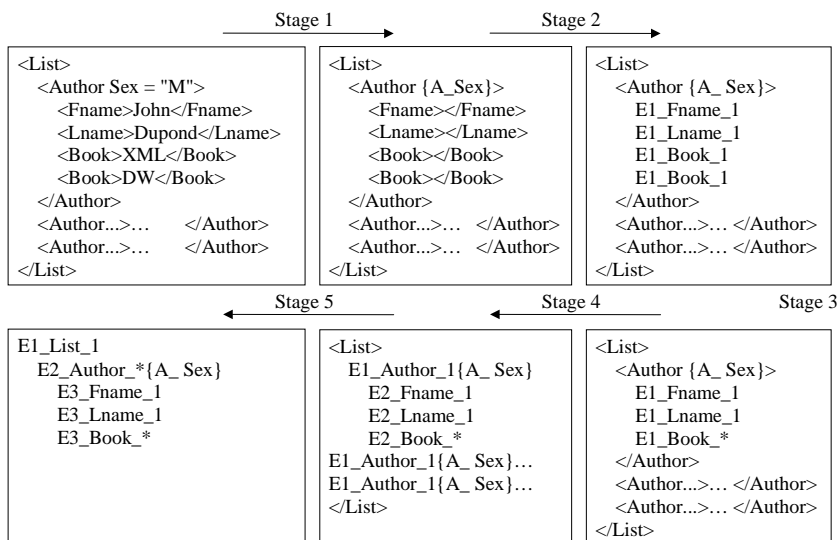 Stage 1
Stage 2
<List>
<Author Sex = "M">
<Fname>John</Fname>
<Lname>Dupond</Lname>
<Book>XML</Book>
<Book>DW</Book>
</Author>
<Author...>… </Author>
<Author...>… </Author>
</List>
<List>
<Author {A_Sex}>
<Fname></Fname>
<Lname></Lname>
<Book></Book>
<Book></Book>
</Author>
<Author...>… </Author>
<Author...>… </Author>
</List>
<List>
<Author {A_ Sex}>
E1_Fname_1
E1_Lname_1
E1_Book_1
E1_Book_1
</Author>
<Author...>… </Author>
<Author...>… </Author>
</List>
Stage 5
Stage 4
Stage 3
E1_List_1
E2_Author_*{A_ Sex}
E3_Fname_1
E3_Lname_1
E3_Book_*
<List>
E1_Author_1{A_ Sex}
E2_Fname_1
E2_Lname_1
E2_Book_*
E1_Author_1{A_ Sex}…
E1_Author_1{A_ Sex}…
</List>
<List>
<Author {A_ Sex}>
E1_Fname_1
E1_Lname_1
E1_Book_*
</Author>
<Author...>… </Author>
<Author...>… </Author>
</List>